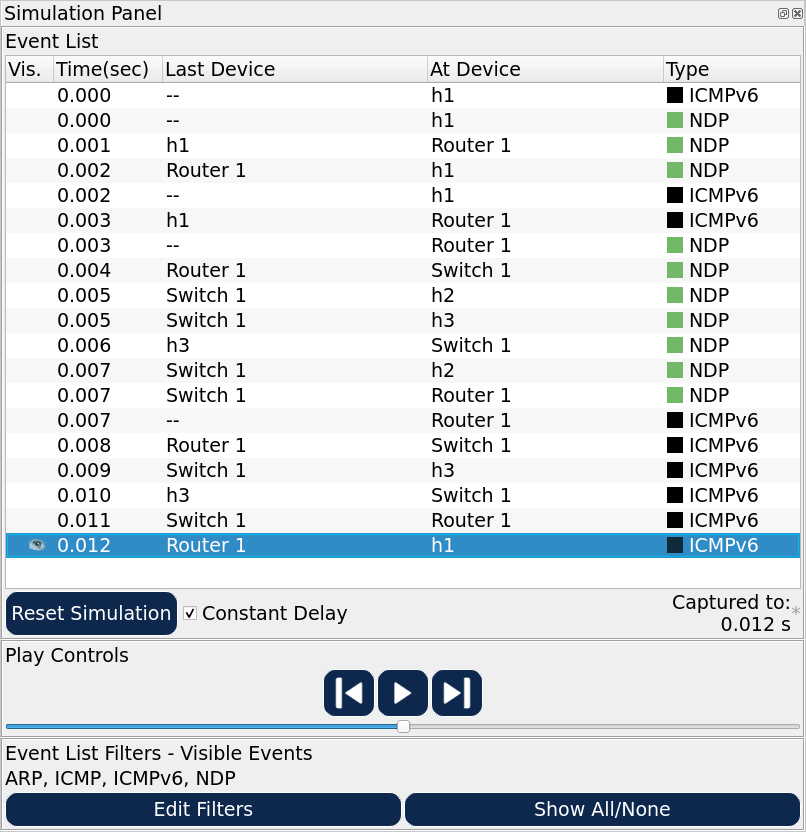 Simulation Panel
Event List
Vis. Time(sec) Last Device At Device Type
0.000 -- h1 ICMPv6
0.000 -- h1 NDP
0.001 h1 Router 1 NDP
0.002 Router 1 h1 NDP
0.002 -- h1 ICMPv6
0.003 h1 Router 1 ICMPv6
0.003 -- Router 1 NDP
0.004 Router 1 Switch 1 NDP
0.005 Switch 1 h2 NDP
0.005 Switch 1 h3 NDP
0.006 h3 Switch 1 NDP
0.007 Switch 1 h2 NDP
0.007 Switch 1 Router 1 NDP
0.007 -- Router 1 ICMPv6
0.008 Router 1 Switch 1 ICMPv6
0.009 Switch 1 h3 ICMPv6
0.010 h3 Switch 1 ICMPv6
0.011 Switch 1 Router 1 ICMPv6
0.012 Router 1 h1 ICMPv6
Reset Simulation Constant Delay Captured to: *
0.012 s
Play Controls
Event List Filters - Visible Events
ARP, ICMP, ICMPv6, NDP
Edit Filters Show All/None